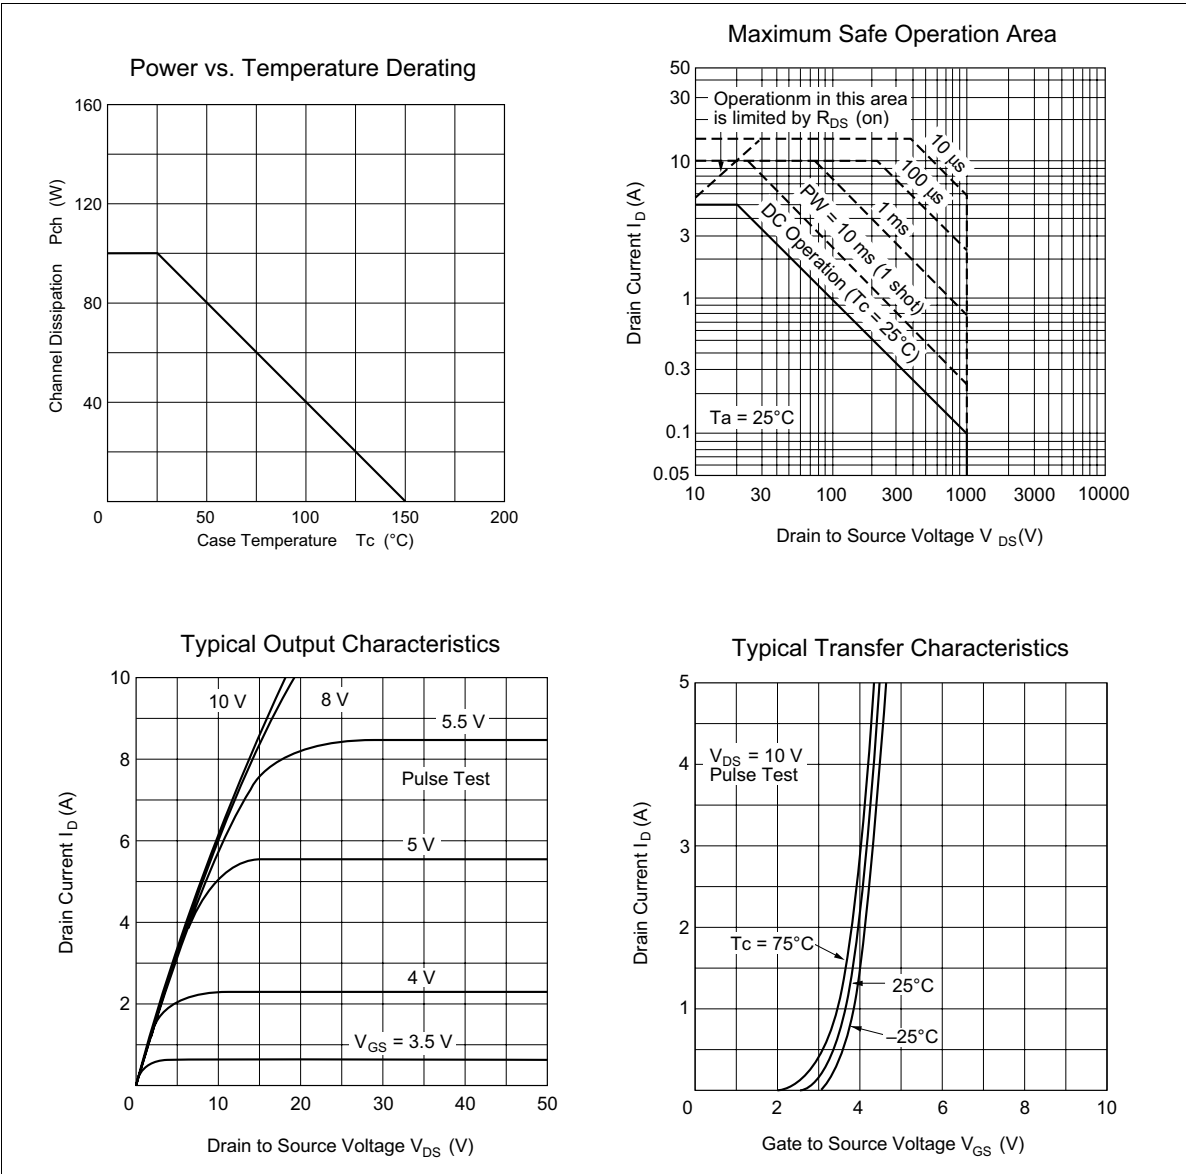 Power vs. Temperature Derating
160
120
80
40
0
50
100
150
200
Channel Dissipation Pch (W)
Case Temperature Tc (°C)
Maximum Safe Operation Area
50
30
10
3
1
0.3
0.1
0.05
10
30
100
300
1000
3000
10000
Drain Current ID (A)
Operationm in this area
is limited by RDS (on)
10 µs
100 µs
1 ms
PW = 10 ms (1 shot)
DC Operation (Tc = 25°C)
Ta = 25°C
Drain to Source Voltage V DS(V)
Typical Output Characteristics
10
8
6
4
2
0
10
20
30
40
50
Drain Current ID (A)
10 V
8 V
5.5 V
Pulse Test
5 V
4 V
VGS = 3.5 V
Drain to Source Voltage VDS (V)
Typical Transfer Characteristics
5
4
3
2
1
0
2
4
6
8
10
Drain Current ID (A)
VDS = 10 V
Pulse Test
Tc = 75°C
25°C
–25°C
Gate to Source Voltage VGS (V)